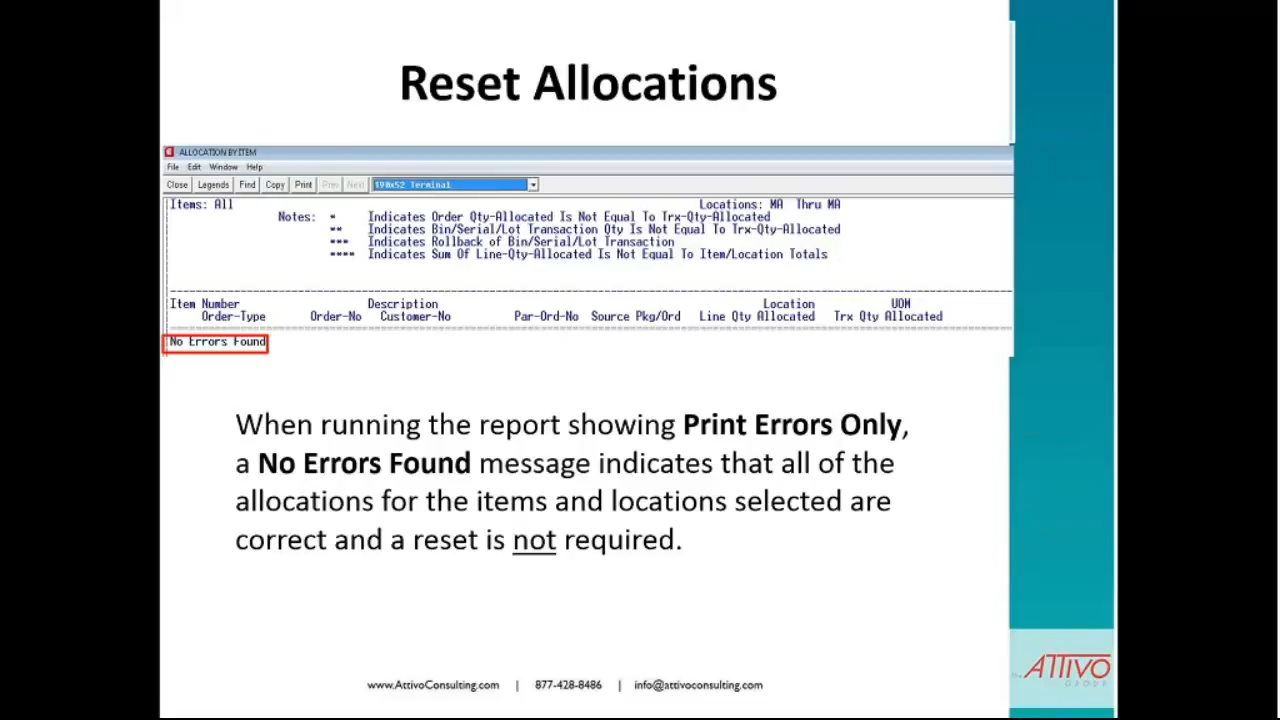 Reset Allocations
ALLOCATION BY ITEM
File Edit Window Help
Close Legends Find Copy Print Prev Next 190x52 Terminal
Items: All Locations: MA Thru MA
Notes: * Indicates Order Qty-Allocated Is Not Equal To Trx-Qty-Allocated
** Indicates Bin/Serial/Lot Transaction Qty Is Not Equal To Trx-Qty-Allocated
*** Indicates Rollback of Bin/Serial/Lot Transaction
**** Indicates Sum Of Line-Qty-Allocated Is Not Equal To Item/Location Totals
Item Number Description Location UOM
Order-Type Order-No Customer-No Par-Ord-No Source Pkg/Ord Line Qty Allocated Trx Qty Allocated
No Errors Found
When running the report showing Print Errors Only,
a No Errors Found message indicates that all of the
allocations for the items and locations selected are
correct and a reset is not required.
www.AttivoConsulting.com | 877-428-8486 | info@attivoconsulting.com
The ATTIVO
GROUP